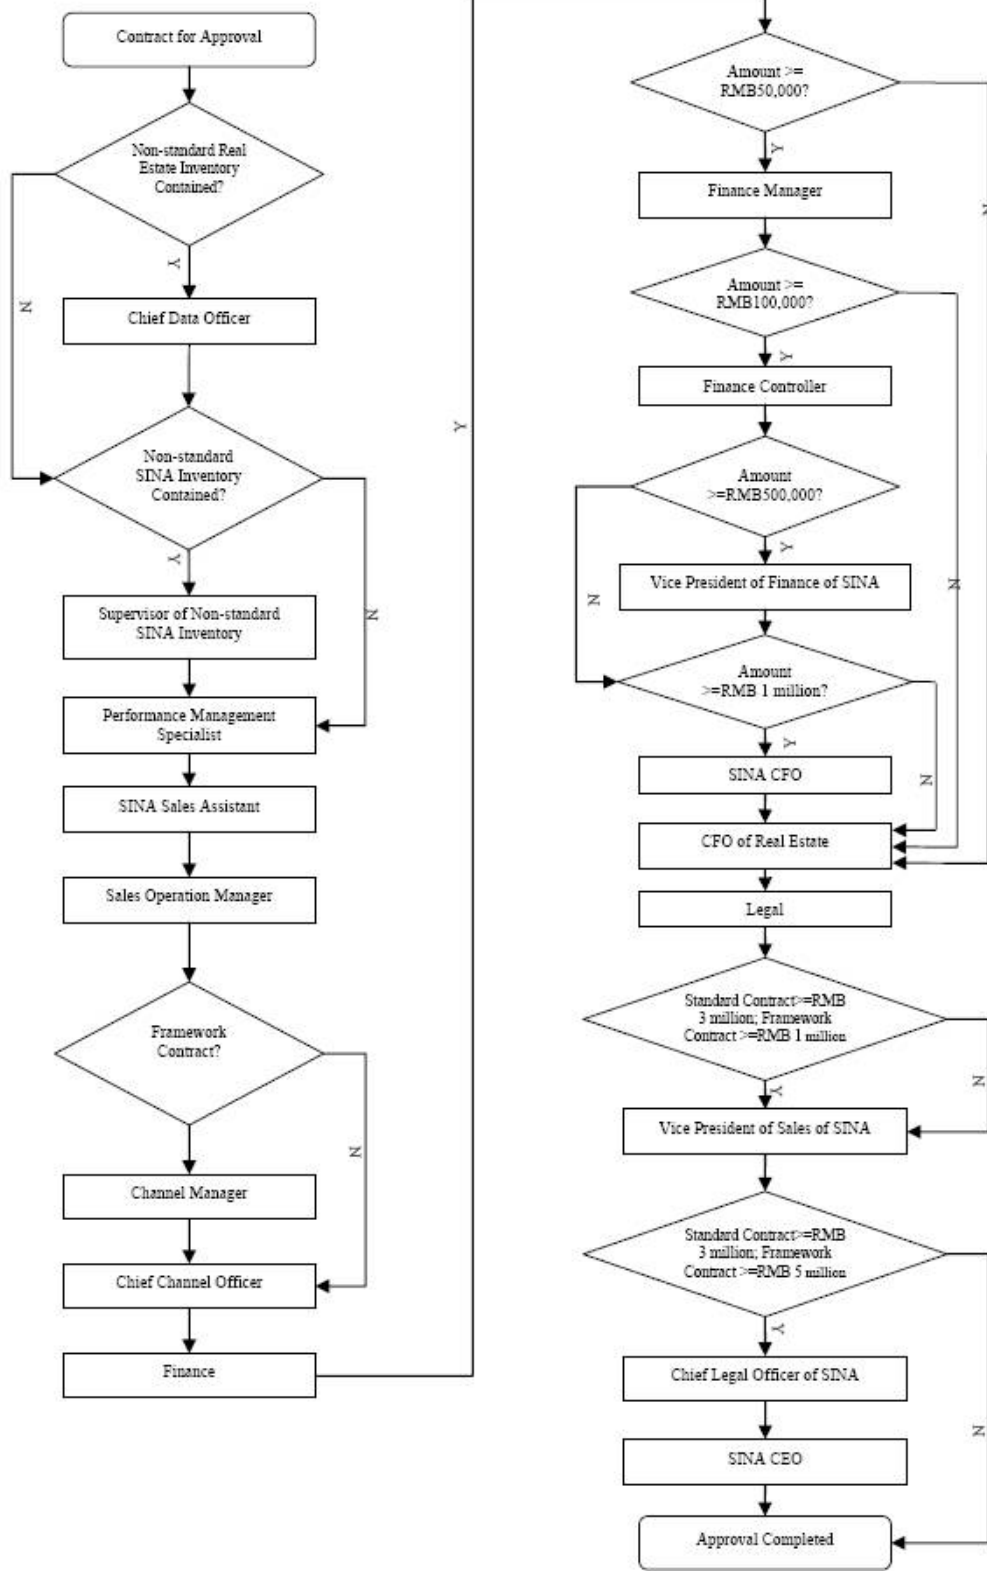 Contract for Approval
Non-standard Real
Estate Inventory
Contained?
Y
N
Chief Data Officer
Non-standard
SINA Inventory
Contained?
Y
N
Supervisor of Non-standard
SINA Inventory
Performance Management
Specialist
SINA Sales Assistant
Sales Operation Manager
Framework
Contract?
N
Channel Manager
Chief Channel Officer
Finance
Y
Amount >=
RMB50,000?
Y
N
Finance Manager
Amount >=
RMB100,000?
Y
N
Finance Controller
Amount
>=RMB500,000?
Y
N
Vice President of Finance of SINA
Amount
>=RMB 1 million?
Y
N
SINA CFO
CFO of Real Estate
Legal
Standard Contract>=RMB
3 million; Framework
Contract >=RMB 1 million
Y
N
Vice President of Sales of SINA
Standard Contract>=RMB
3 million; Framework
Contract >=RMB 5 million
Y
N
Chief Legal Officer of SINA
SINA CEO
Approval Completed